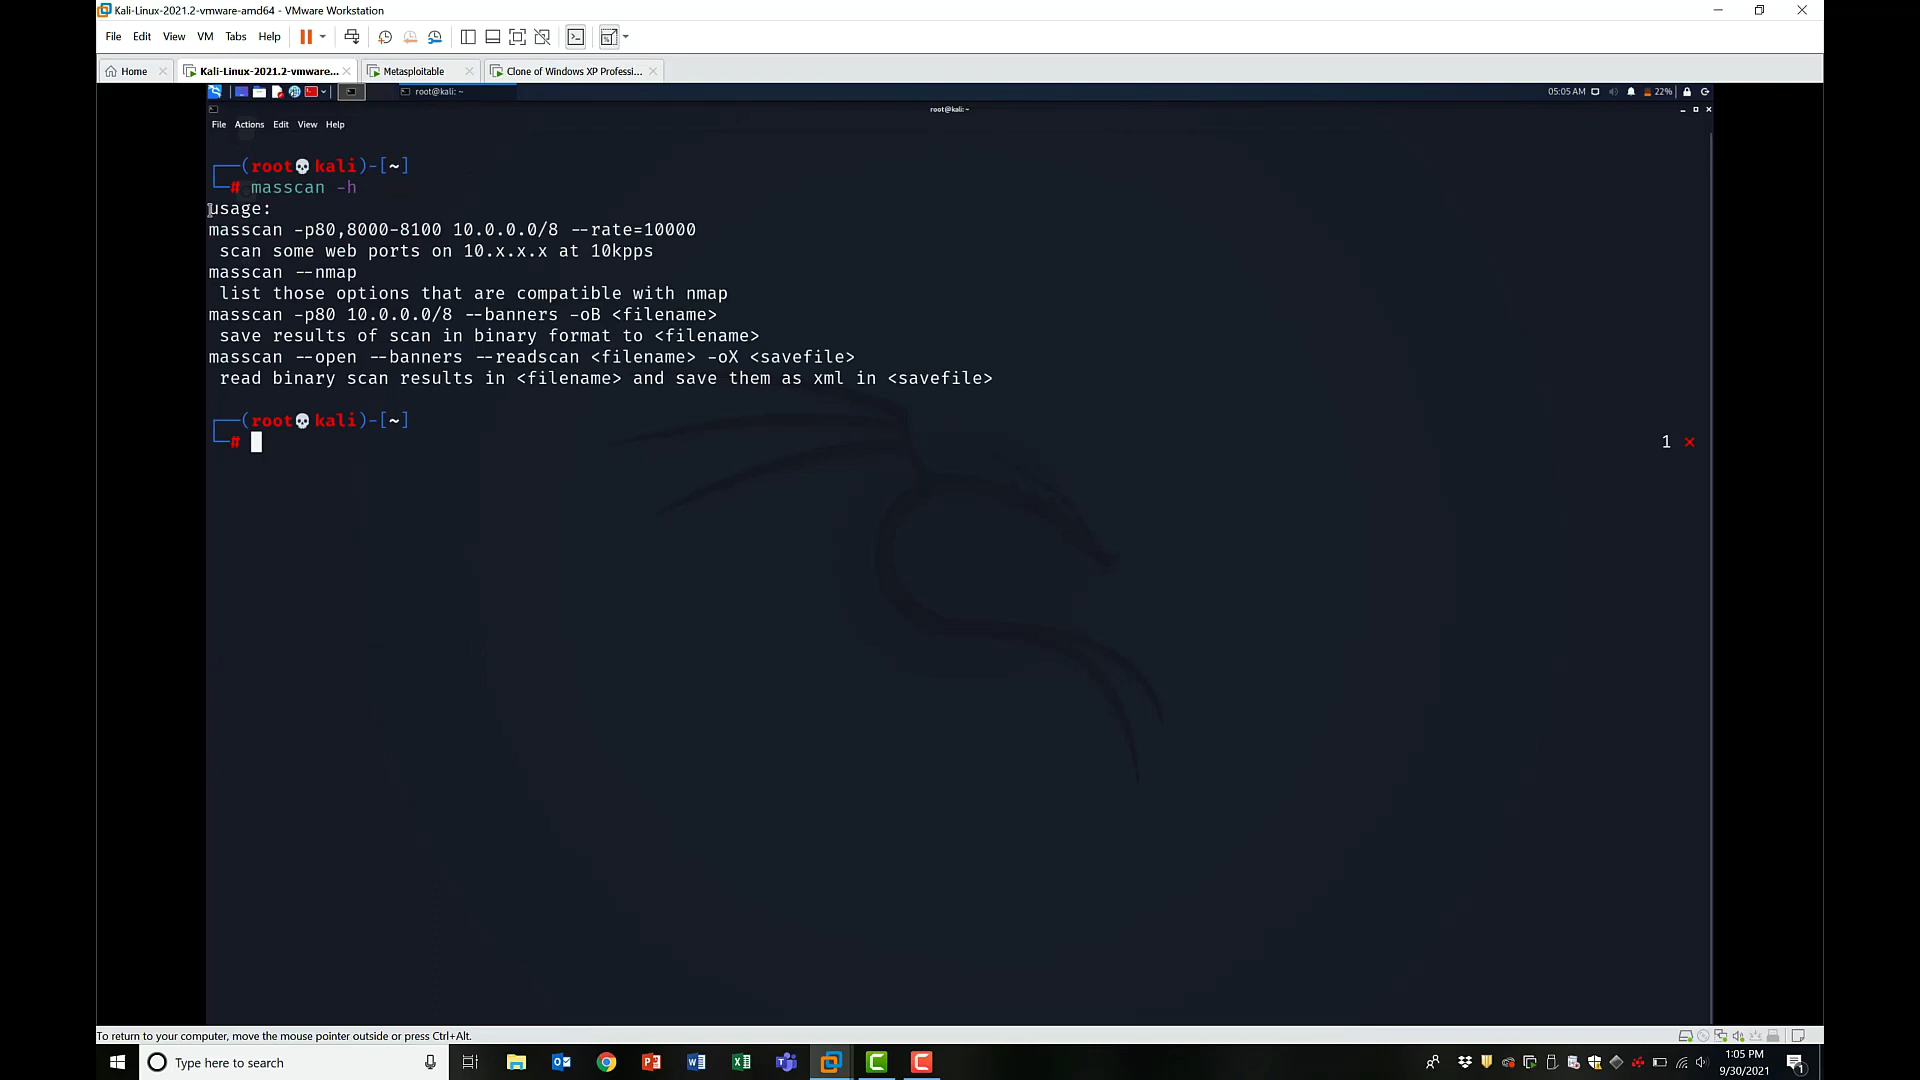 Kali-Linux-2021.2-vmware-amd64 - VMware Workstation
File Edit View VM Tabs Help
Home Kali-Linux-2021.2-vmware... Metasploitable Clone of Windows XP Professi...
root@kali: ~ 05:05 AM 22%
root@kali: ~
File Actions Edit View Help
(root💀kali)-[~]
# masscan -h
usage:
masscan -p80,8000-8100 10.0.0.0/8 --rate=10000
scan some web ports on 10.x.x.x at 10kpps
masscan --nmap
list those options that are compatible with nmap
masscan -p80 10.0.0.0/8 --banners -oB <filename>
save results of scan in binary format to <filename>
masscan --open --banners --readscan <filename> -oX <savefile>
read binary scan results in <filename> and save them as xml in <savefile>
(root💀kali)-[~]
# 1 ⨯
To return to your computer, move the mouse pointer outside or press Ctrl+Alt.
Type here to search
1:05 PM
9/30/2021